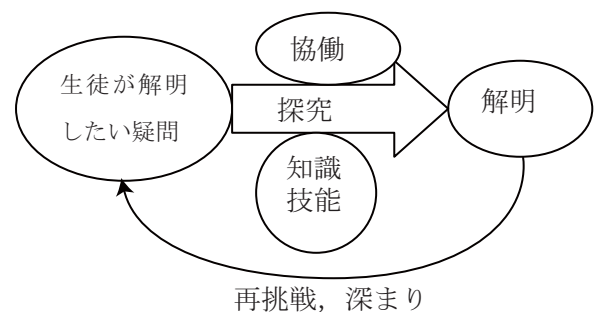 生徒が解明
したい疑問
協働
探究
知識
技能
解明
再挑戦，深まり